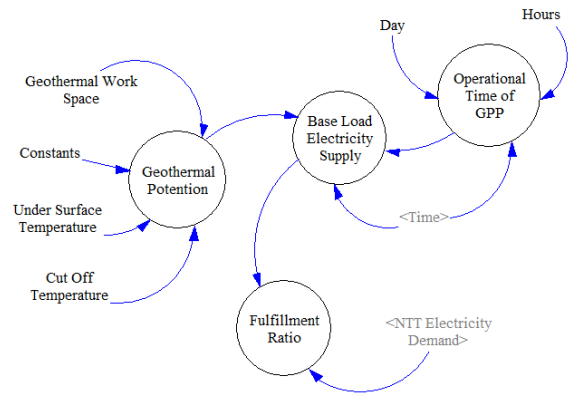 Hours
Day
Operational
Time of
GPP
Geothermal Work
Space
Base Load
Electricity
Supply
Constants
Geothermal
Potention
Under Surface
Temperature
<Time>
Cut Off
Temperature
Fulfillment
Ratio
<NTT Electricity
Demand>